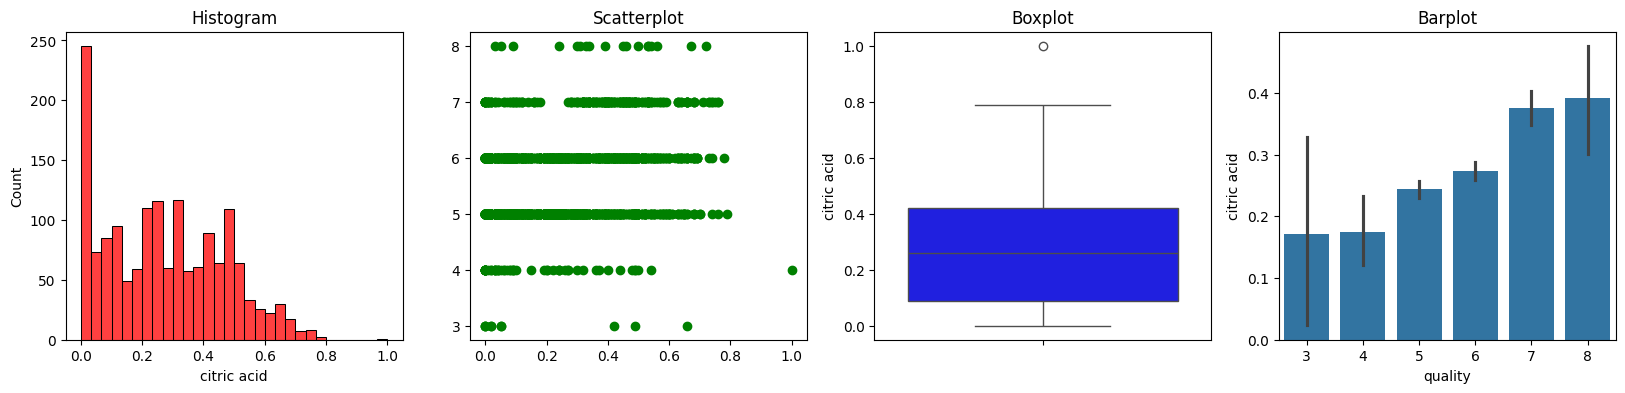 Histogram
Count
250
200
150
100
50
0
0.0 0.2 0.4 0.6 0.8 1.0
citric acid
Scatterplot
8
7
6
5
4
3
0.0 0.2 0.4 0.6 0.8 1.0
Boxplot
citric acid
1.0
0.8
0.6
0.4
0.2
0.0
Barplot
citric acid
0.4
0.3
0.2
0.1
0.0
3 4 5 6 7 8
quality